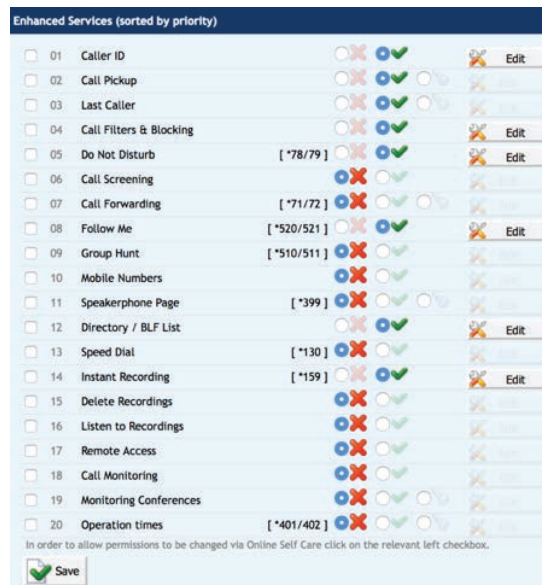 Enhanced Services (sorted by priority)
01 Caller ID Edit
02 Call Pickup
03 Last Caller
04 Call Filters & Blocking Edit
05 Do Not Disturb [ *78/79 ] Edit
06 Call Screening
07 Call Forwarding [ *71/72 ]
08 Follow Me [ *520/521 ] Edit
09 Group Hunt [ *510/511 ]
10 Mobile Numbers
11 Speakerphone Page [ *399 ]
12 Directory / BLF List Edit
13 Speed Dial [ *130 ]
14 Instant Recording [ *159 ] Edit
15 Delete Recordings
16 Listen to Recordings
17 Remote Access
18 Call Monitoring
19 Monitoring Conferences
20 Operation times [ *401/402 ]
In order to allow permissions to be changed via Online Self Care click on the relevant left checkbox.
Save